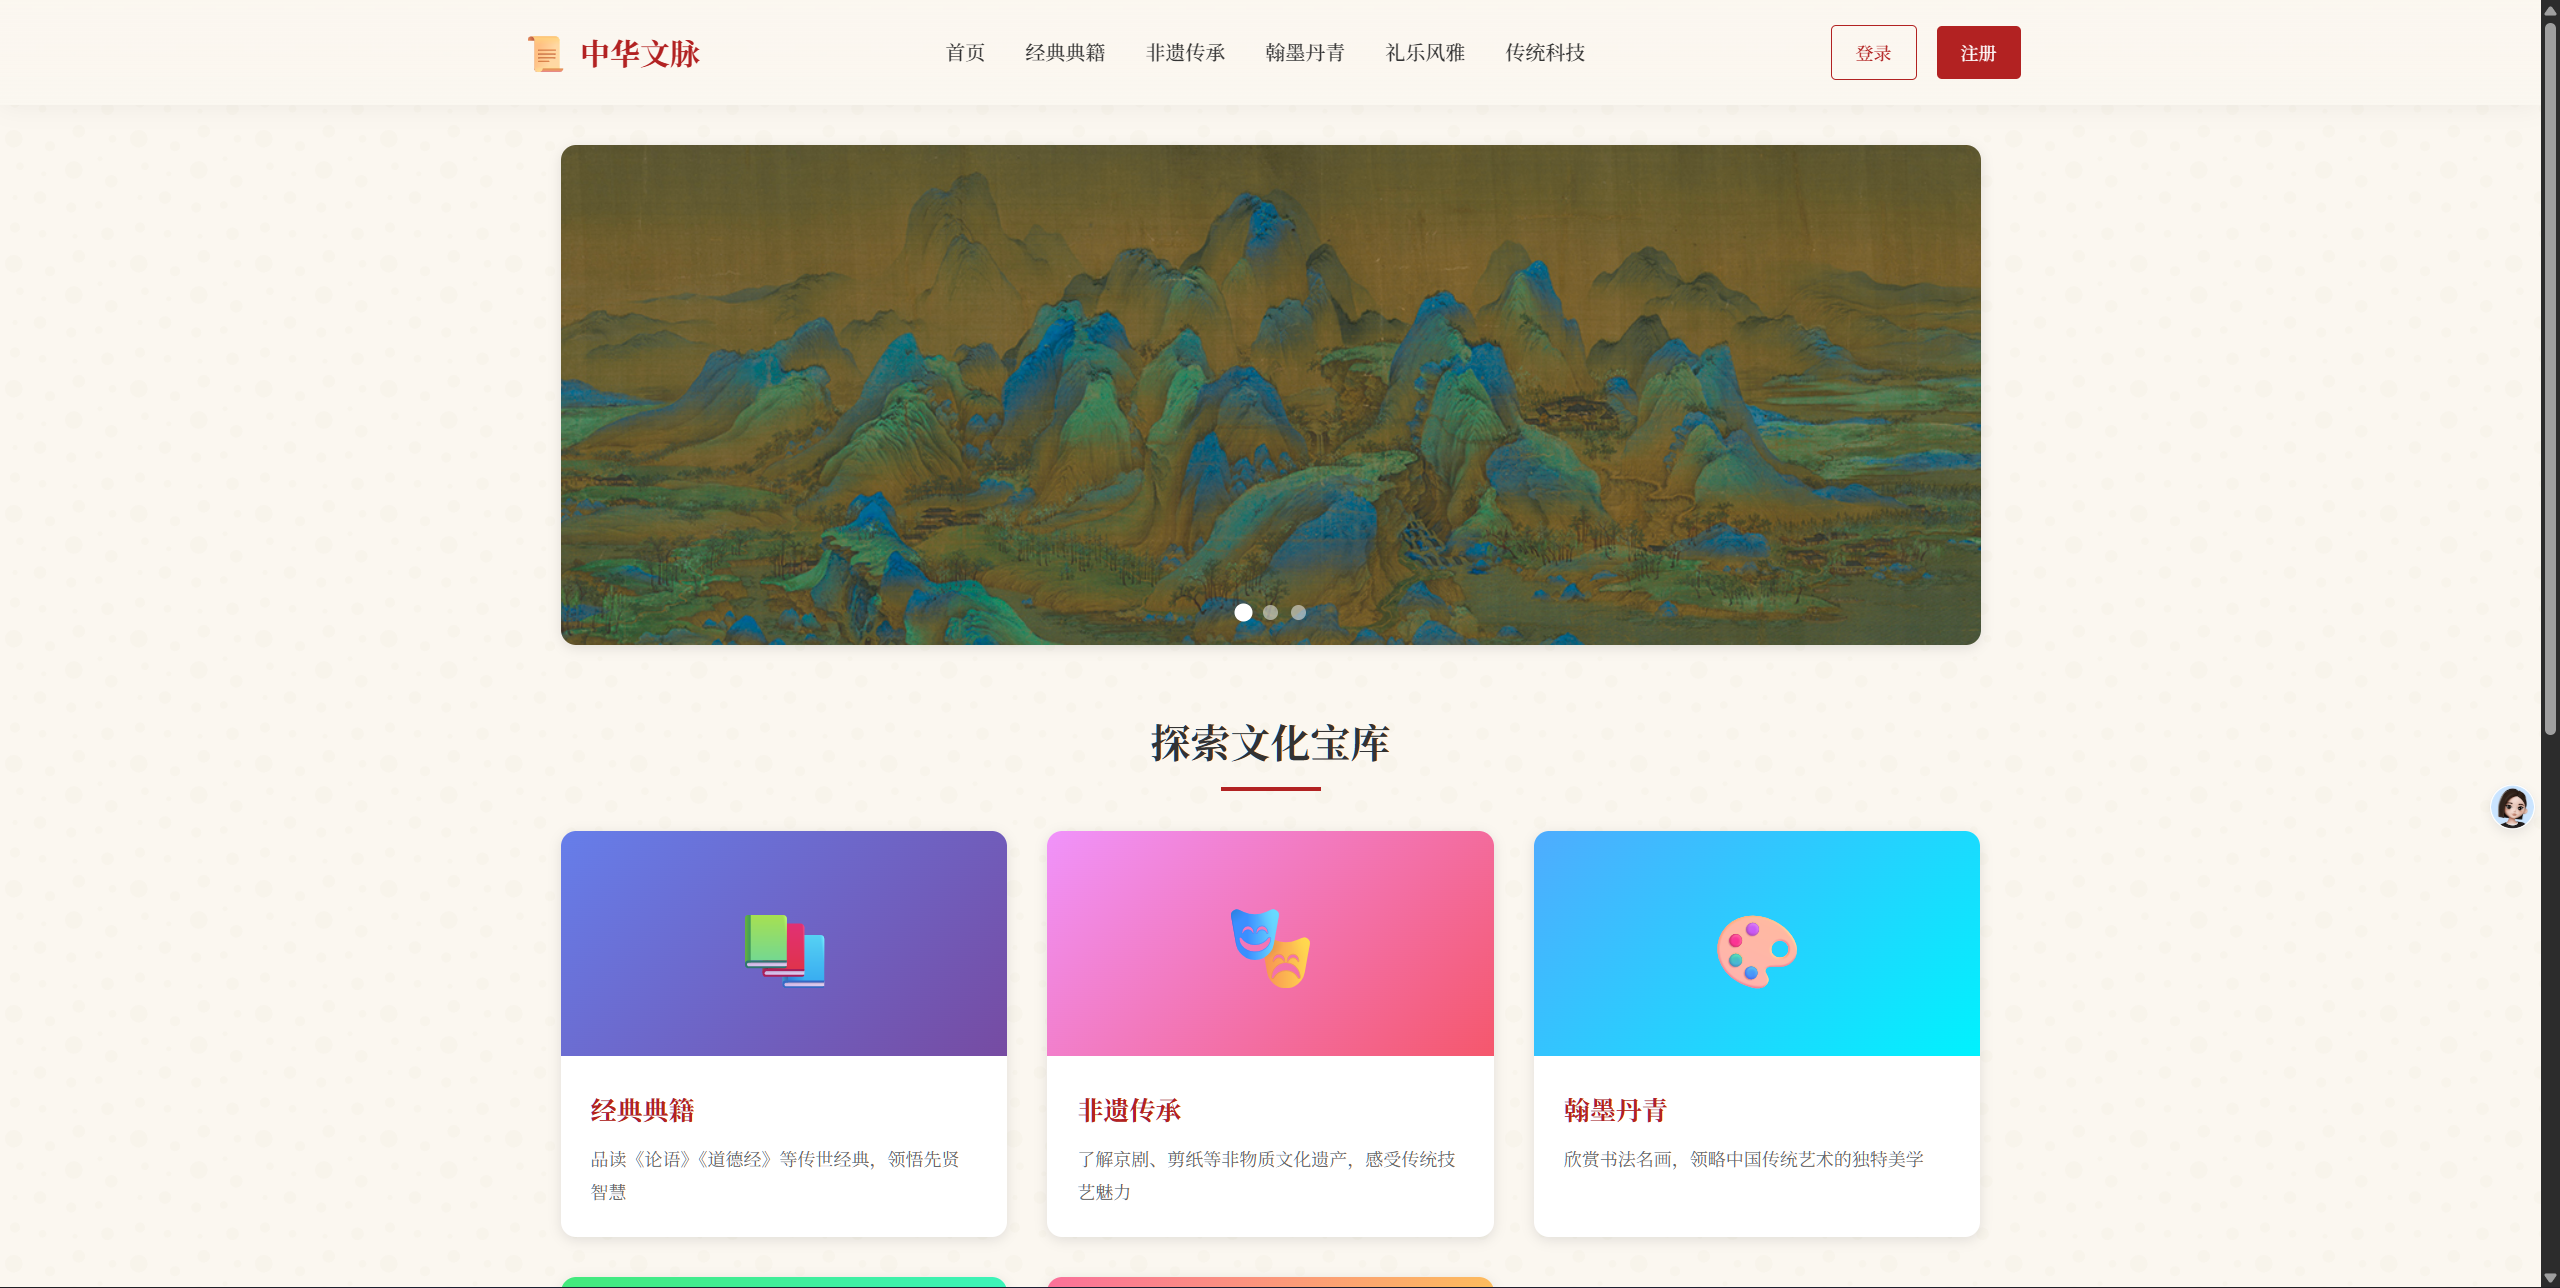 中华文脉
首页 经典典籍 非遗传承 翰墨丹青 礼乐风雅 传统科技
登录 注册
探索文化宝库
经典典籍
品读《论语》《道德经》等传世经典，领悟先贤
智慧
非遗传承
了解京剧、剪纸等非物质文化遗产，感受传统技
艺魅力
翰墨丹青
欣赏书法名画，领略中国传统艺术的独特美学